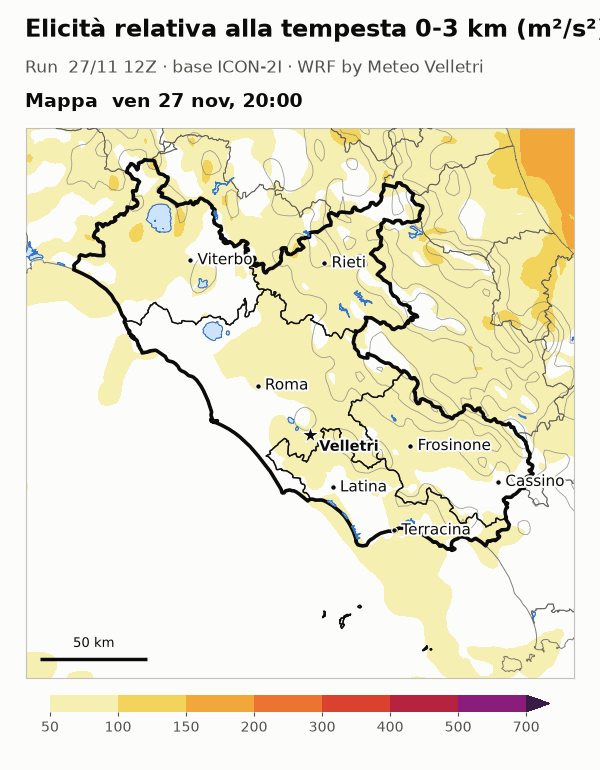 Elicità relativa alla tempesta 0-3 km (m²/s²)
Run  27/11 12Z · base ICON-2I · WRF by Meteo Velletri
Mappa  ven 27 nov, 20:00
Viterbo
Rieti
Roma
Velletri
Frosinone
Latina
Cassino
Terracina
50 km
50 100 150 200 300 400 500 700